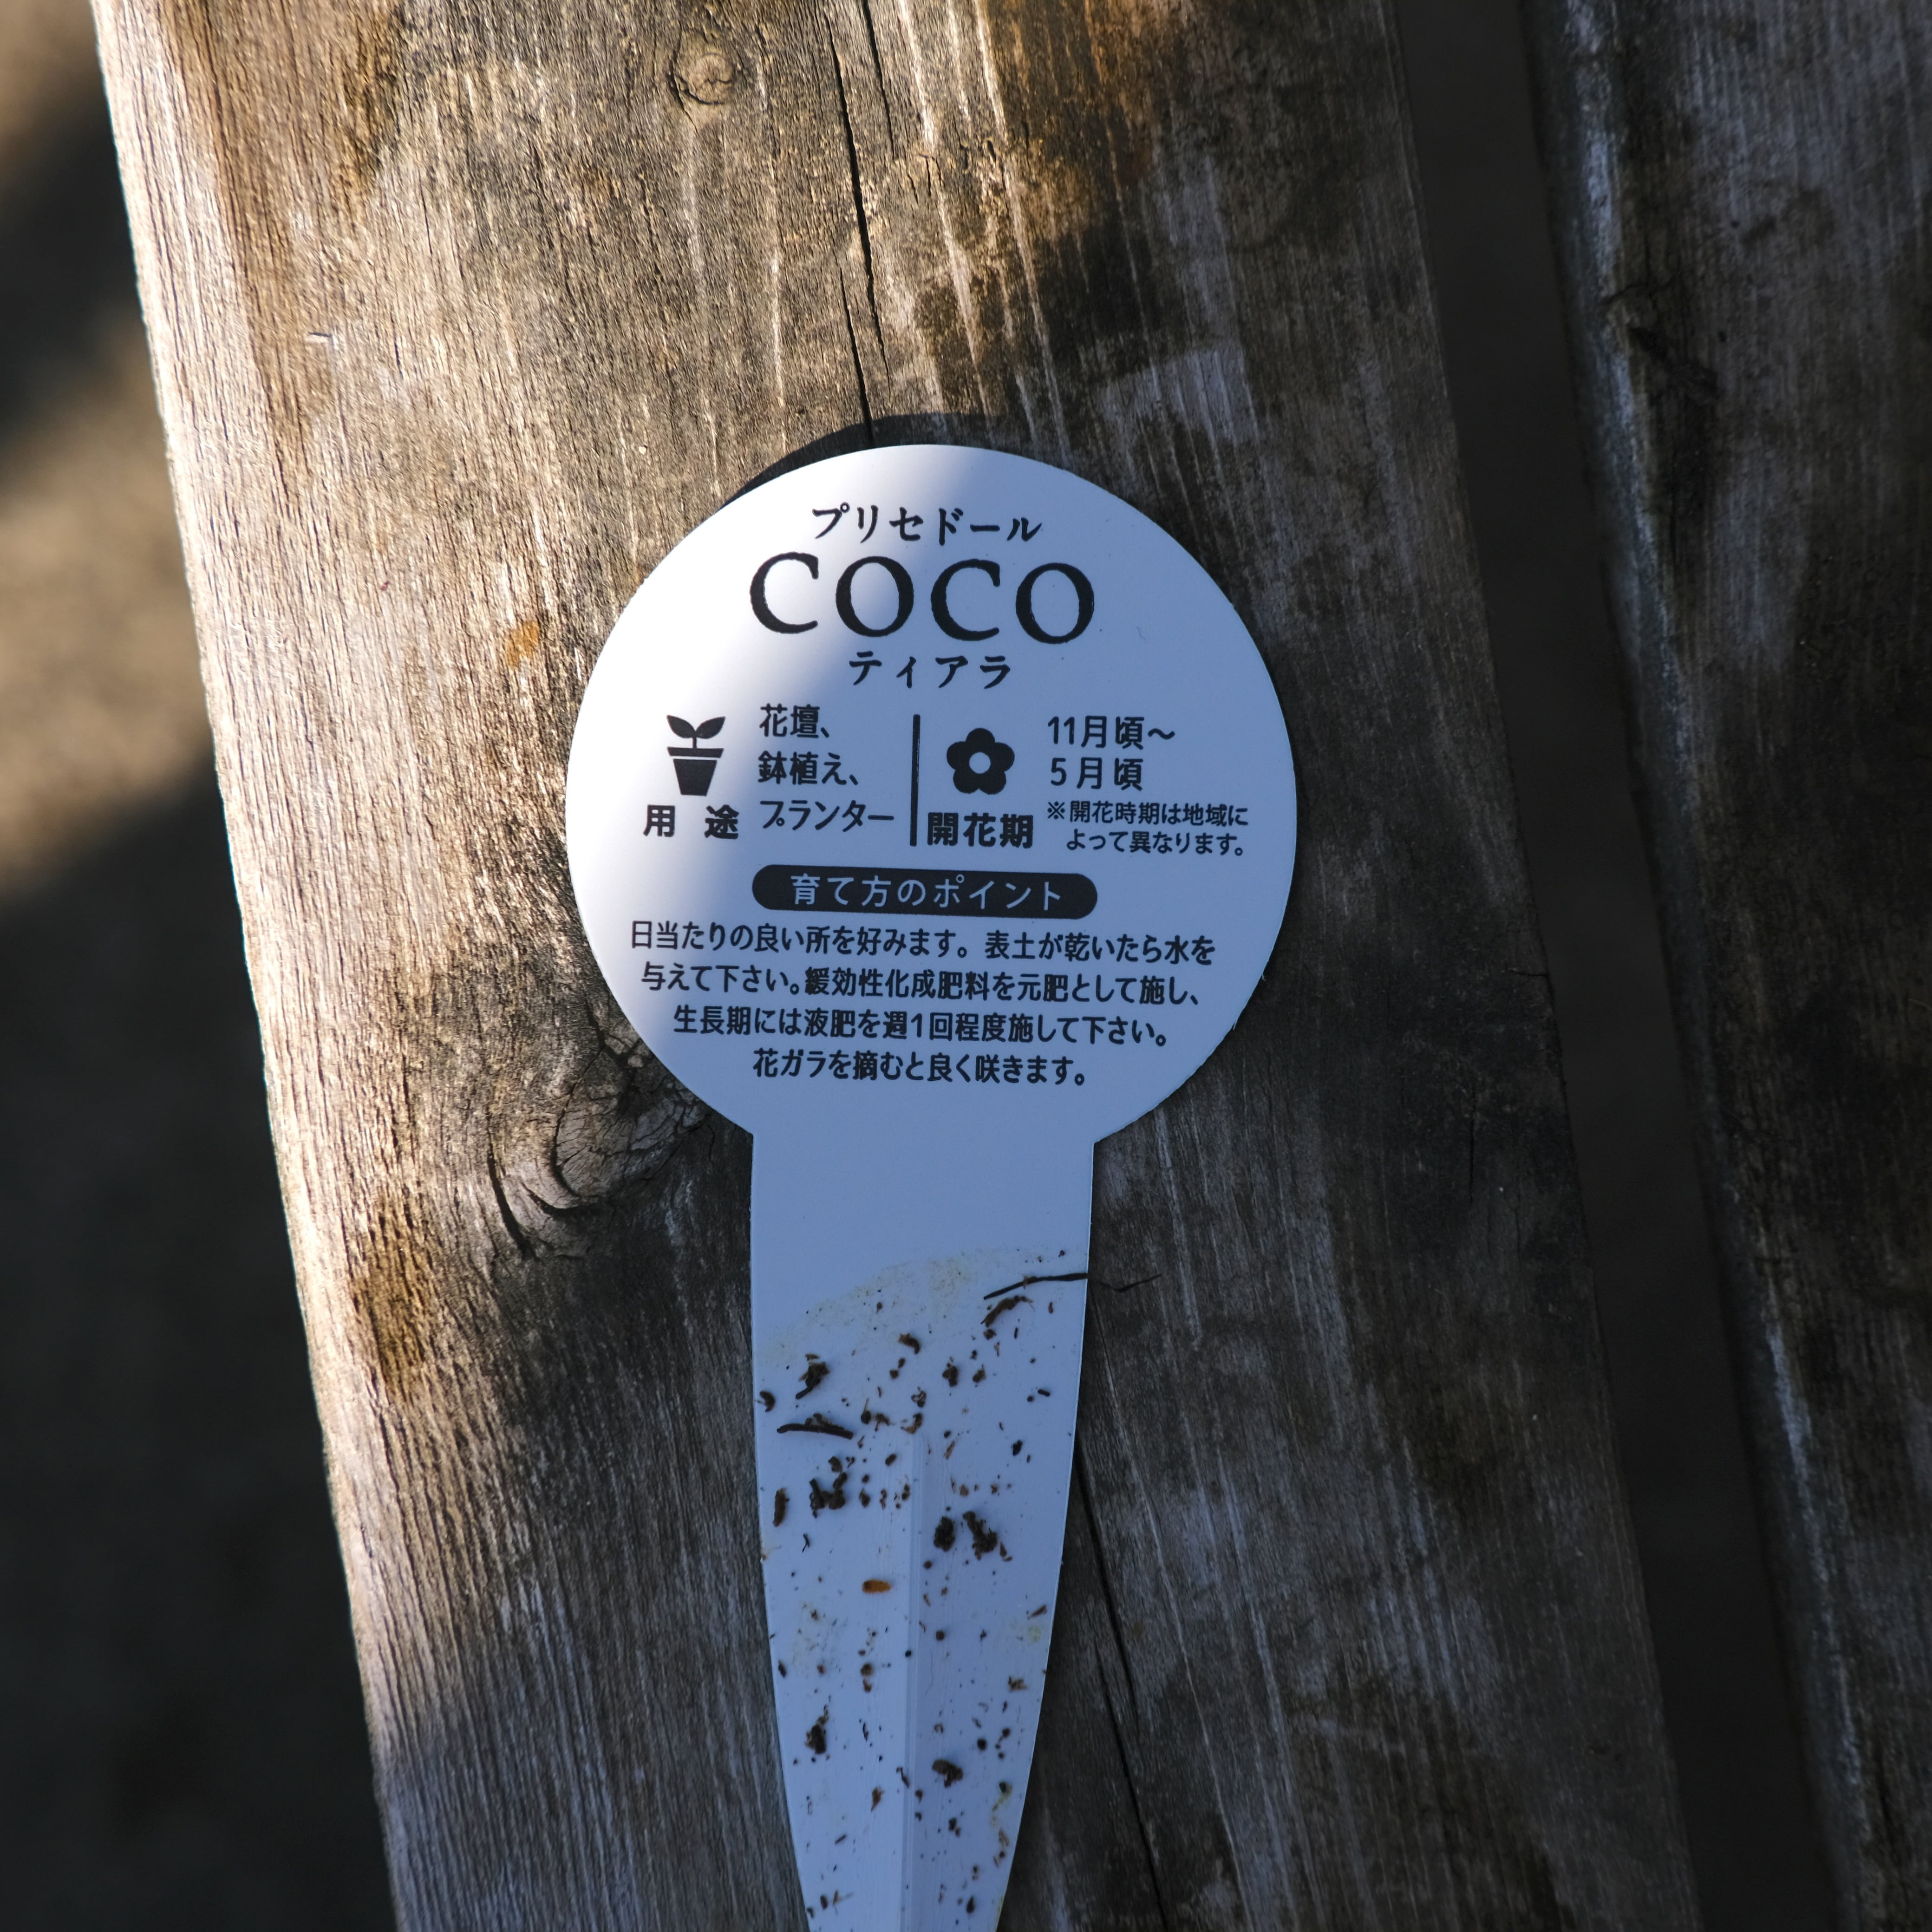 プリセドール
COCO
ティアラ
用途
花壇、
鉢植え、
プランター
開花期
11月頃〜
5月頃
※開花時期は地域に
よって異なります。
育て方のポイント
日当たりの良い所を好みます。表土が乾いたら水を
与えて下さい。緩効性化成肥料を元肥として施し、
生長期には液肥を週1回程度施して下さい。
花ガラを摘むと良く咲きます。